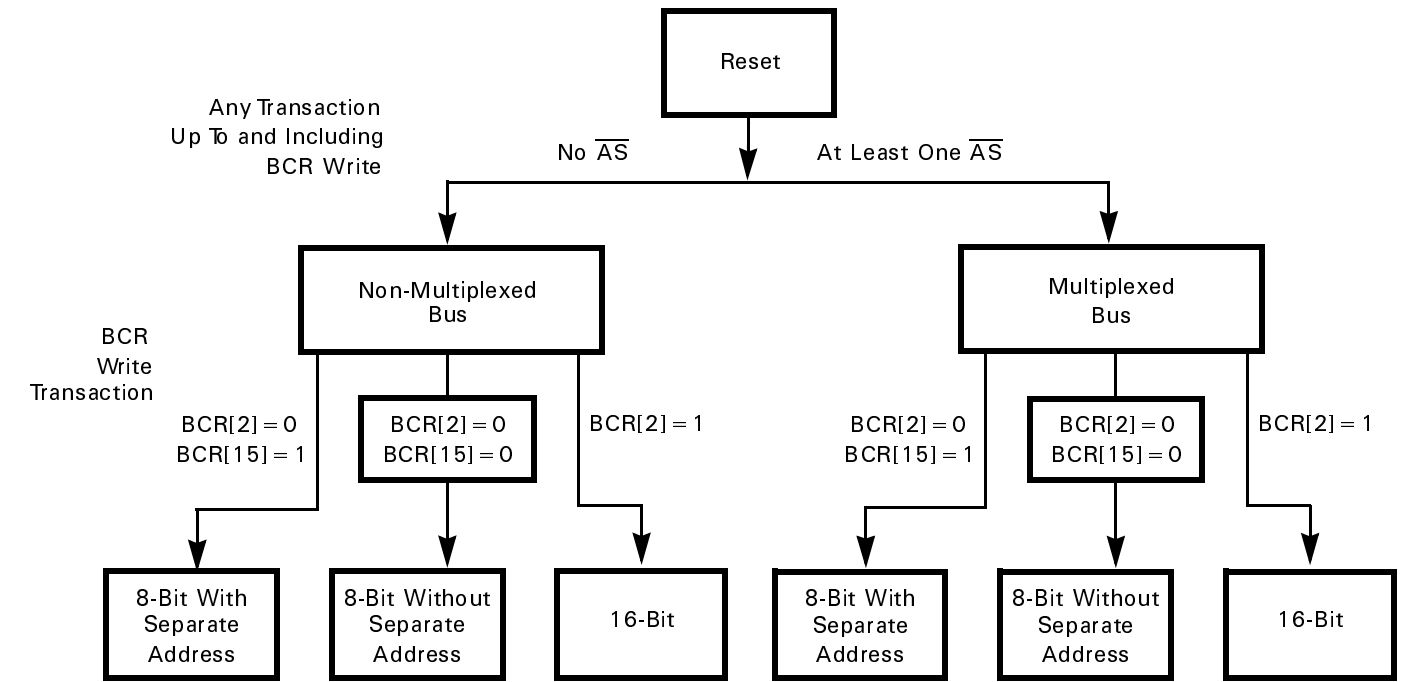 Reset
Any Transaction
Up To and Including
BCR Write
No A̅S̅
At Least One A̅S̅
Non-Multiplexed
Bus
Multiplexed
Bus
BCR
Write
Transaction
BCR[2]=0
BCR[15]=1
BCR[2]=0
BCR[15]=0
BCR[2]=1
BCR[2]=0
BCR[15]=1
BCR[2]=0
BCR[15]=0
BCR[2]=1
8-Bit With
Separate
Address
8-Bit Without
Separate
Address
16-Bit
8-Bit With
Separate
Address
8-Bit Without
Separate
Address
16-Bit